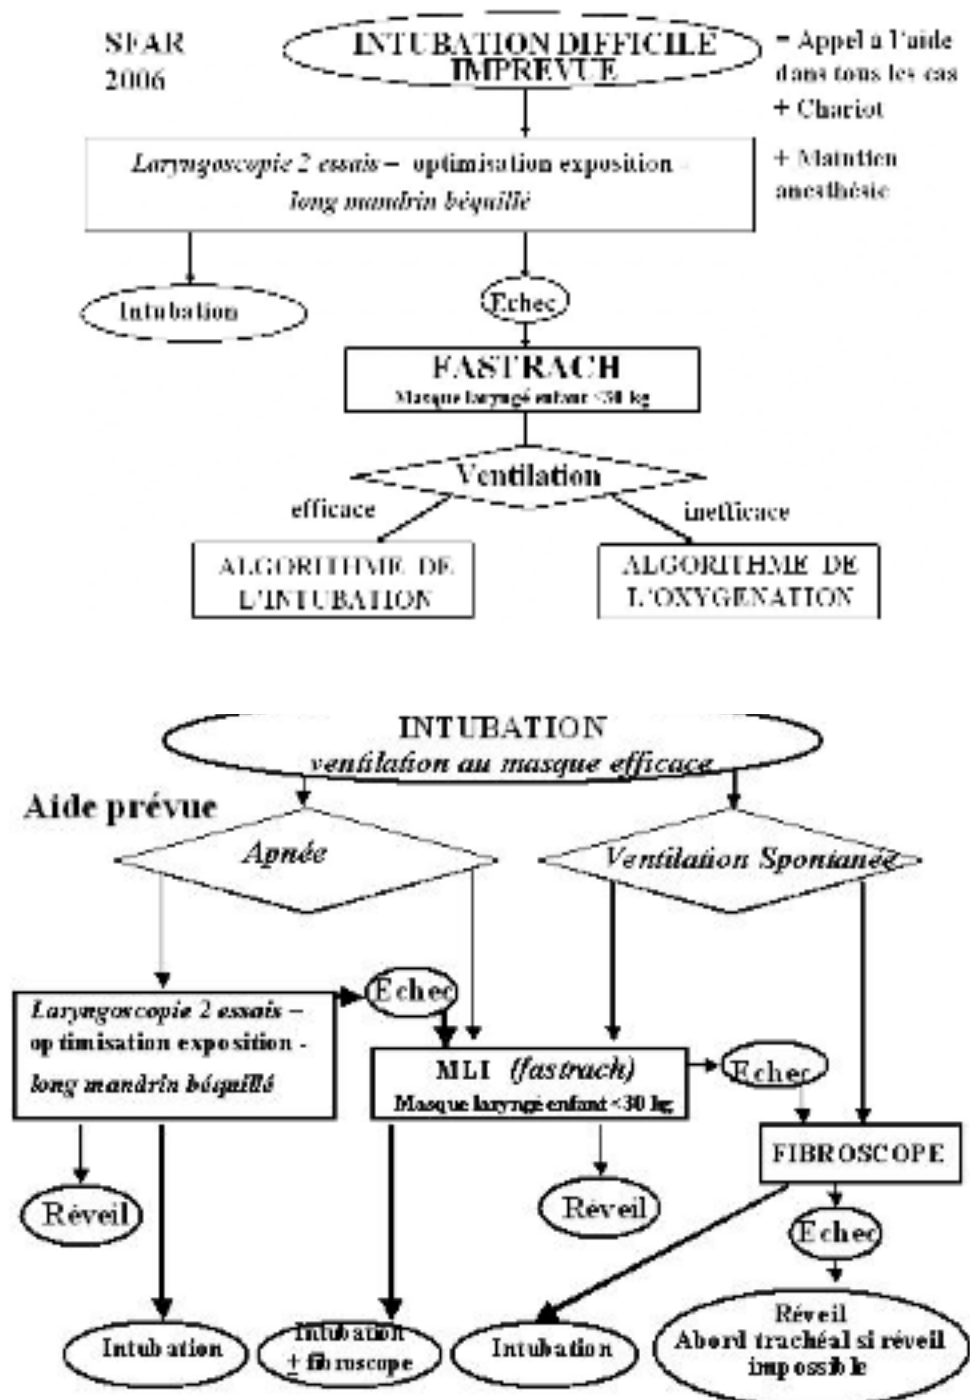 SFAR
2006
INTUBATION DIFFICILE
IMPREVUE
= Appel à l'aide
dans tous les cas
+ Chariot
+ Maintien
anesthésie
Laryngoscopie 2 essais – optimisation exposition -
long mandrin béquillé
Intubation
Echec
FASTRACH
Masque laryngé enfant <30 kg
Ventilation
efficace
inefficace
ALGORITHME DE
L'INTUBATION
ALGORITHME DE
L'OXYGENATION
INTUBATION
ventilation au masque efficace
Aide prévue
Apnée
Ventilation Spontanée
Laryngoscopie 2 essais –
optimisation exposition -
long mandrin béquillé
Echec
MLI (fastrach)
Masque laryngé enfant <30 kg
Echec
FIBROSCOPE
Réveil
Réveil
Echec
Intubation
Intubation
± fibroscope
Intubation
Réveil
Abord trachéal si réveil
impossible